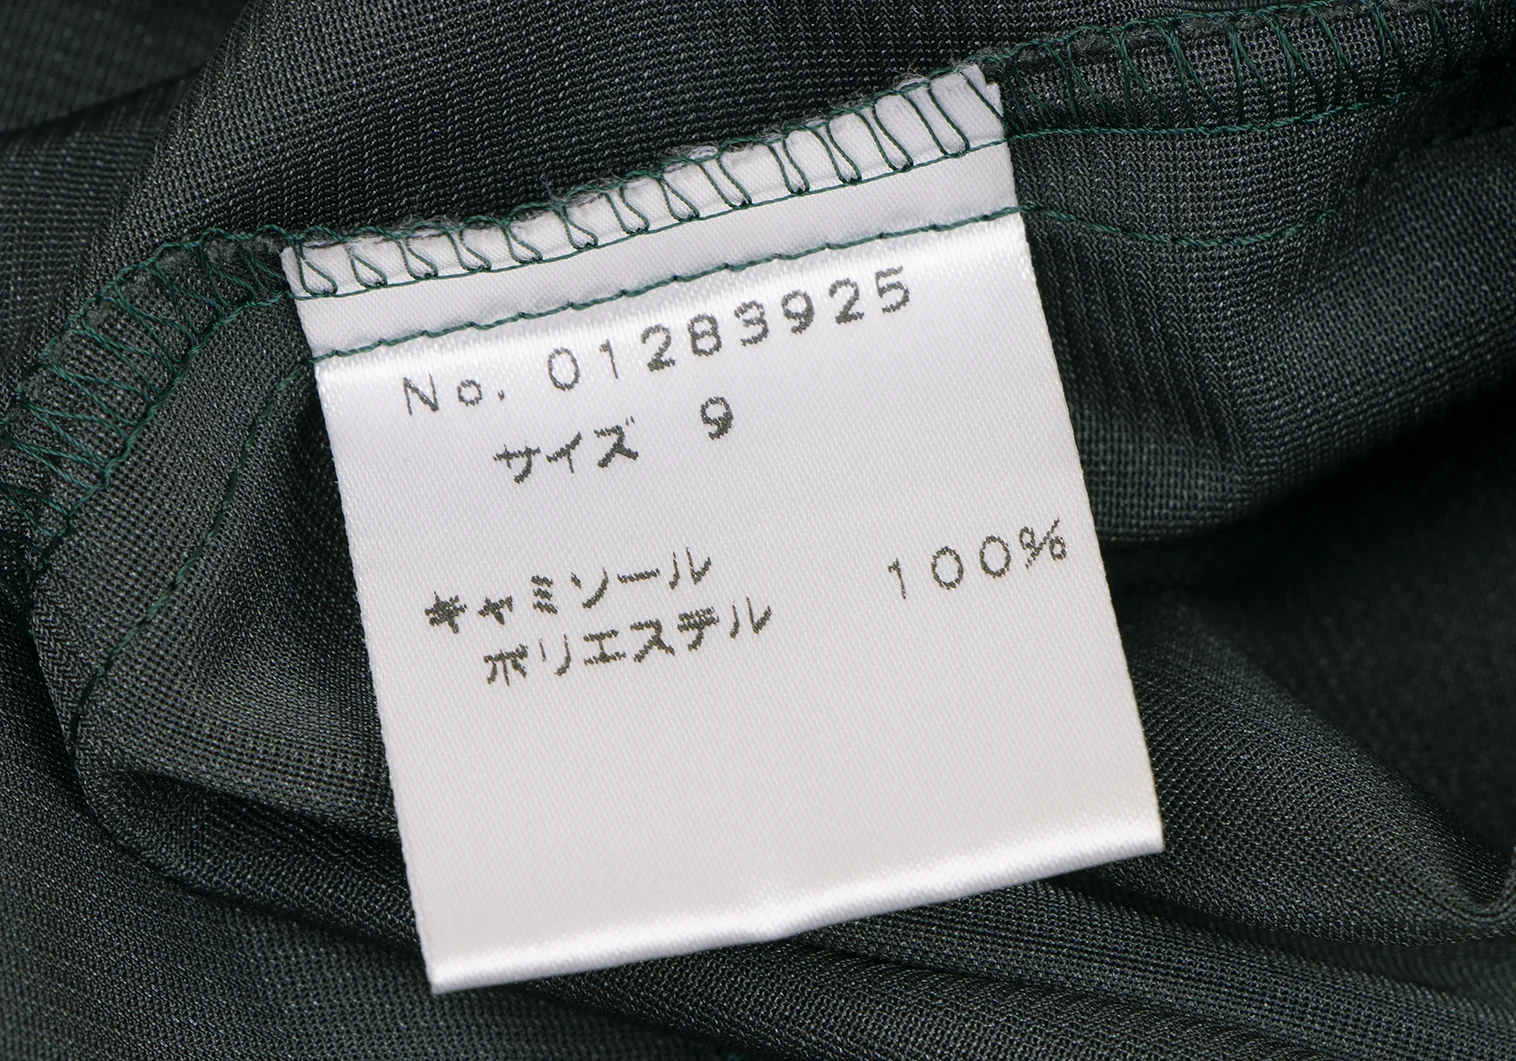 No. 01283925
サイズ 9
キャミソール
ポリエステル 100%